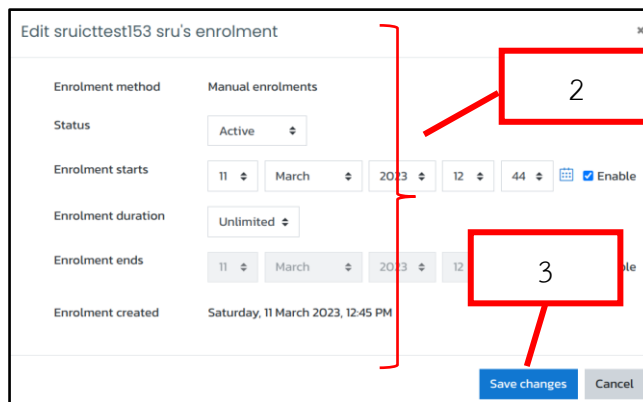 Edit sruicttest153 sru's enrolment ×
Enrolment method Manual enrolments
2
Status Active
Enrolment starts 11 March 2023 12 44 Enable
Enrolment duration Unlimited
Enrolment ends 11 March 2023 12
3
Enrolment created Saturday, 11 March 2023, 12:45 PM
Save changes Cancel